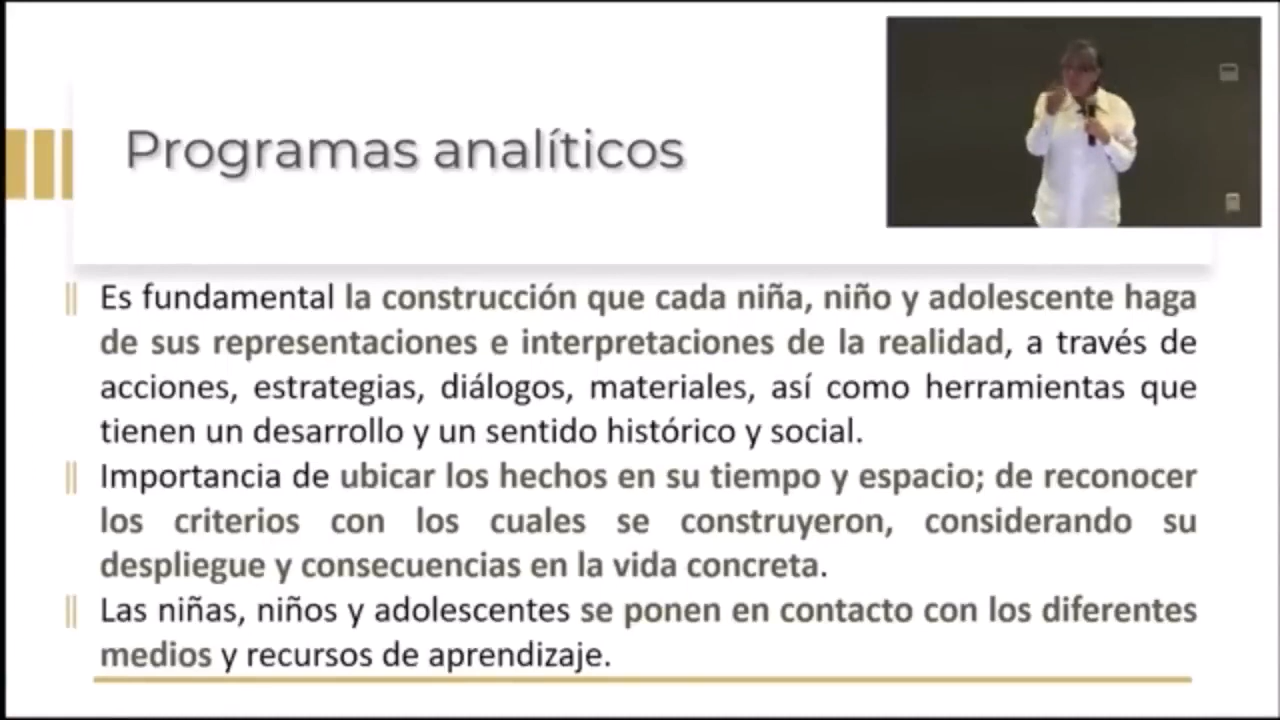 Programas analíticos
Es fundamental la construcción que cada niña, niño y adolescente haga
de sus representaciones e interpretaciones de la realidad, a través de
acciones, estrategias, diálogos, materiales, así como herramientas que
tienen un desarrollo y un sentido histórico y social.
Importancia de ubicar los hechos en su tiempo y espacio; de reconocer
los criterios con los cuales se construyeron, considerando su
despliegue y consecuencias en la vida concreta.
Las niñas, niños y adolescentes se ponen en contacto con los diferentes
medios y recursos de aprendizaje.